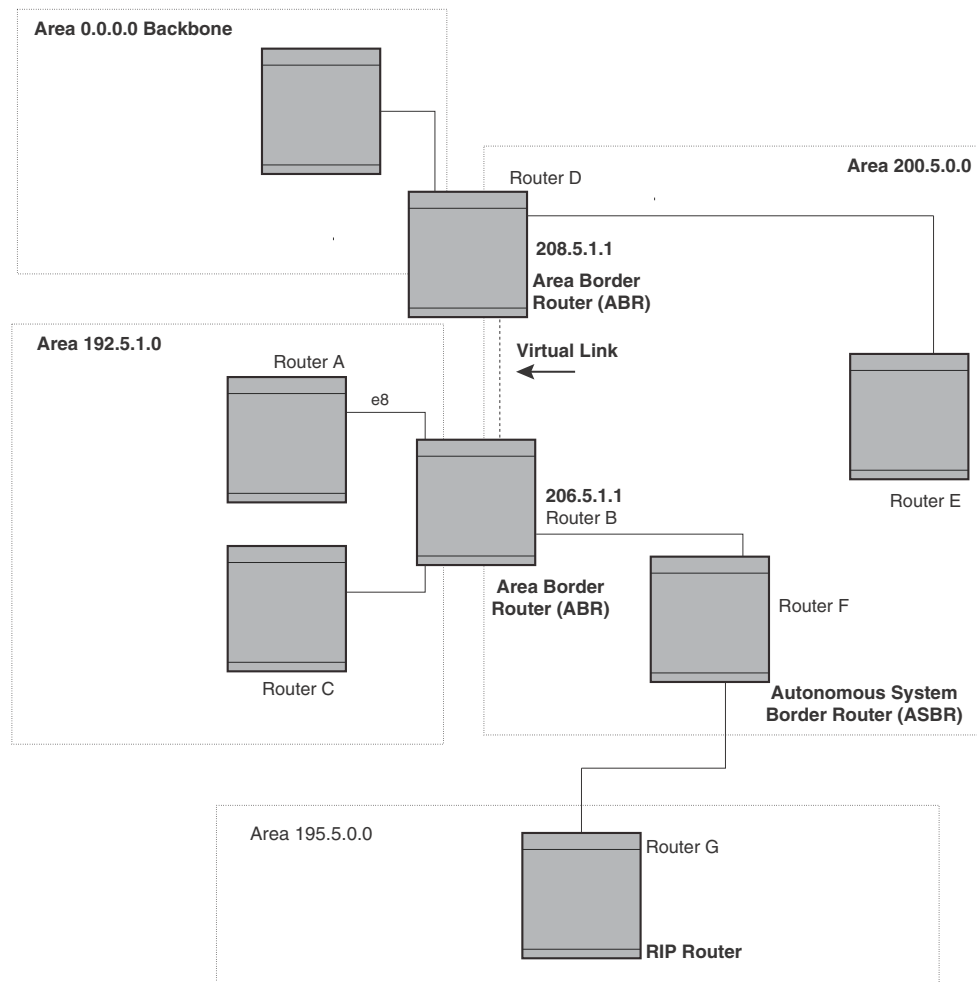 Area 0.0.0.0 Backbone
Area 200.5.0.0
Router D
208.5.1.1
Area Border
Router (ABR)
Area 192.5.1.0
Virtual Link
Router A
e8
206.5.1.1
Router B
Router E
Area Border
Router (ABR)
Router F
Router C
Autonomous System
Border Router (ASBR)
Area 195.5.0.0
Router G
RIP Router